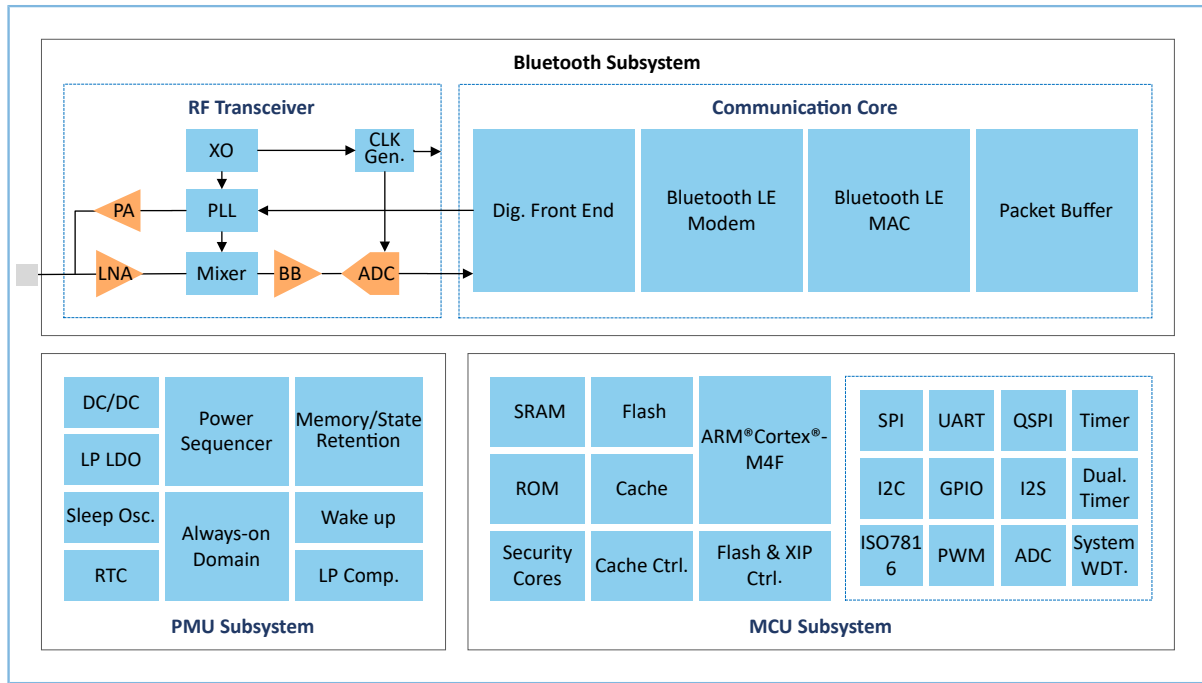 Bluetooth Subsystem
RF Transceiver
Communication Core
XO
CLK
Gen.
PA
PLL
LNA
Mixer
BB
ADC
Dig. Front End
Bluetooth LE
Modem
Bluetooth LE
MAC
Packet Buffer
DC/DC
LP LDO
Sleep Osc.
RTC
Power
Sequencer
Always-on
Domain
Memory/State
Retention
Wake up
LP Comp.
PMU Subsystem
SRAM
Flash
ROM
Cache
Security
Cores
Cache Ctrl.
ARM®Cortex®-
M4F
Flash & XIP
Ctrl.
SPI
UART
QSPI
Timer
I2C
GPIO
I2S
Dual.
Timer
ISO781
6
PWM
ADC
System
WDT.
MCU Subsystem